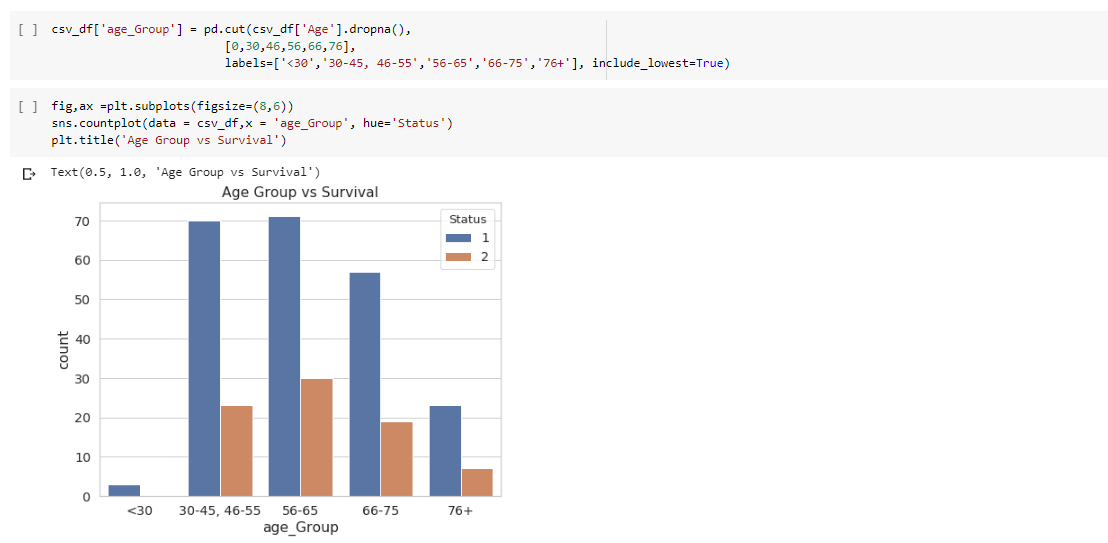 [ ] csv_df['age_Group'] = pd.cut(csv_df['Age'].dropna(),
[0,30,46,56,66,76],
labels=['<30','30-45, 46-55','56-65','66-75','76+'], include_lowest=True)
[ ] fig,ax =plt.subplots(figsize=(8,6))
sns.countplot(data = csv_df,x = 'age_Group', hue='Status')
plt.title('Age Group vs Survival')
Text(0.5, 1.0, 'Age Group vs Survival')
Age Group vs Survival
Status
1
2
70
60
50
40
30
20
10
0
count
<30 30-45, 46-55 56-65 66-75 76+
age_Group